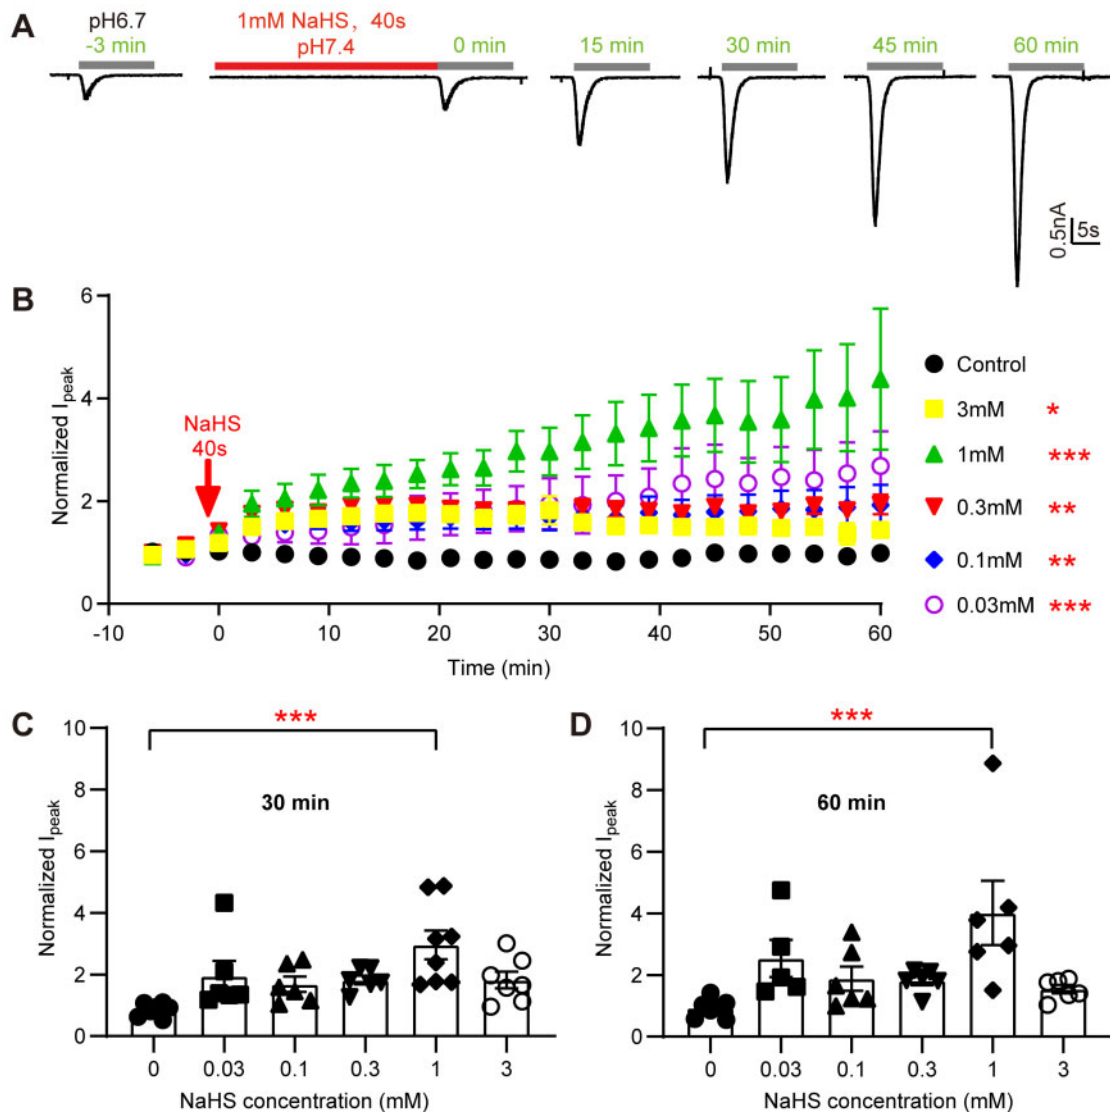 A
pH6.7
1mM NaHS, 40s
-3 min
pH7.4
0 min
15 min
30 min
45 min
60 min
0.5nA
5s
B
Normalized Ipeak
6
4
2
0
NaHS
40s
-10
0
10
20
30
40
50
60
Time (min)
Control
3mM *
1mM ***
0.3mM **
0.1mM **
0.03mM ***
C
***
Normalized Ipeak
10
8
6
4
2
0
30 min
0
0.03
0.1
0.3
1
3
NaHS concentration (mM)
D
***
Normalized Ipeak
10
8
6
4
2
0
60 min
0
0.03
0.1
0.3
1
3
NaHS concentration (mM)